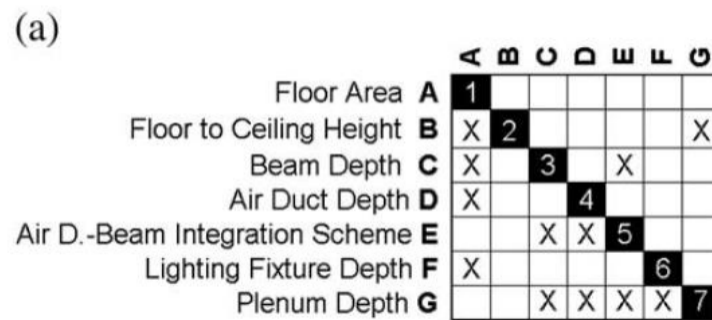 (a)
A B C D E F G
Floor Area A 1
Floor to Ceiling Height B X 2 X
Beam Depth C X 3 X
Air Duct Depth D X 4
Air D.-Beam Integration Scheme E X X 5
Lighting Fixture Depth F X 6
Plenum Depth G X X X X 7